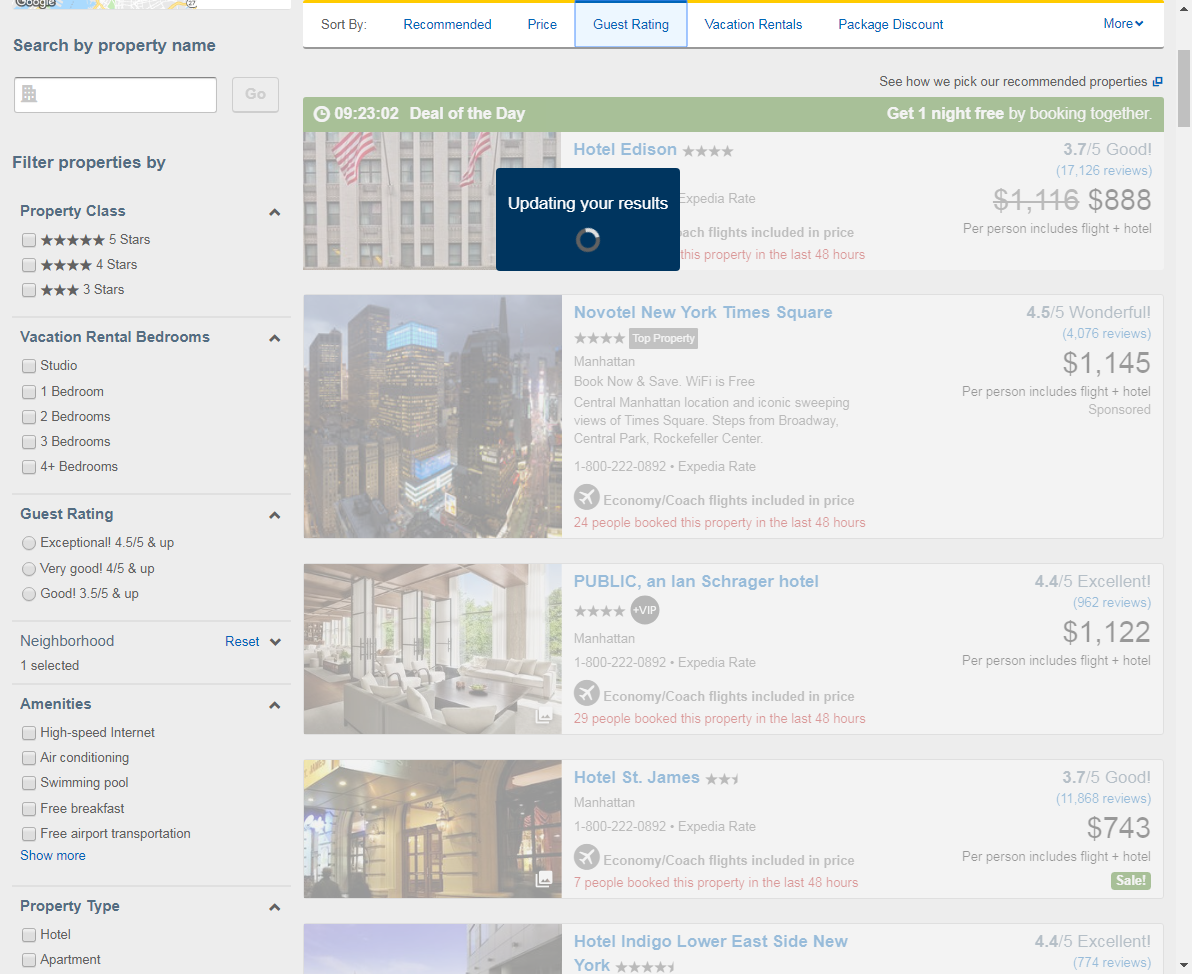 Google
27
Search by property name
Go
Filter properties by
Property Class
5 Stars
4 Stars
3 Stars
Vacation Rental Bedrooms
Studio
1 Bedroom
2 Bedrooms
3 Bedrooms
4+ Bedrooms
Guest Rating
Exceptional! 4.5/5 & up
Very good! 4/5 & up
Good! 3.5/5 & up
Neighborhood Reset
1 selected
Amenities
High-speed Internet
Air conditioning
Swimming pool
Free breakfast
Free airport transportation
Show more
Property Type
Hotel
Apartment
Sort By: Recommended Price Guest Rating Vacation Rentals Package Discount More
See how we pick our recommended properties
09:23:02 Deal of the Day Get 1 night free by booking together.
Hotel Edison 3.7/5 Good!
(17,126 reviews)
Updating your results
Expedia Rate
$1,116 $888
Per person includes flight + hotel
flights included in price
this property in the last 48 hours
Novotel New York Times Square 4.5/5 Wonderful!
Top Property (4,076 reviews)
Manhattan $1,145
Book Now & Save. WiFi is Free
Per person includes flight + hotel
Central Manhattan location and iconic sweeping
Sponsored
views of Times Square. Steps from Broadway,
Central Park, Rockefeller Center.
1-800-222-0892 • Expedia Rate
Economy/Coach flights included in price
24 people booked this property in the last 48 hours
PUBLIC, an Ian Schrager hotel 4.4/5 Excellent!
+VIP (962 reviews)
Manhattan $1,122
1-800-222-0892 • Expedia Rate Per person includes flight + hotel
Economy/Coach flights included in price
29 people booked this property in the last 48 hours
Hotel St. James 3.7/5 Good!
Manhattan (11,868 reviews)
1-800-222-0892 • Expedia Rate $743
Economy/Coach flights included in price Per person includes flight + hotel
7 people booked this property in the last 48 hours Sale!
Hotel Indigo Lower East Side New 4.4/5 Excellent!
York (774 reviews)